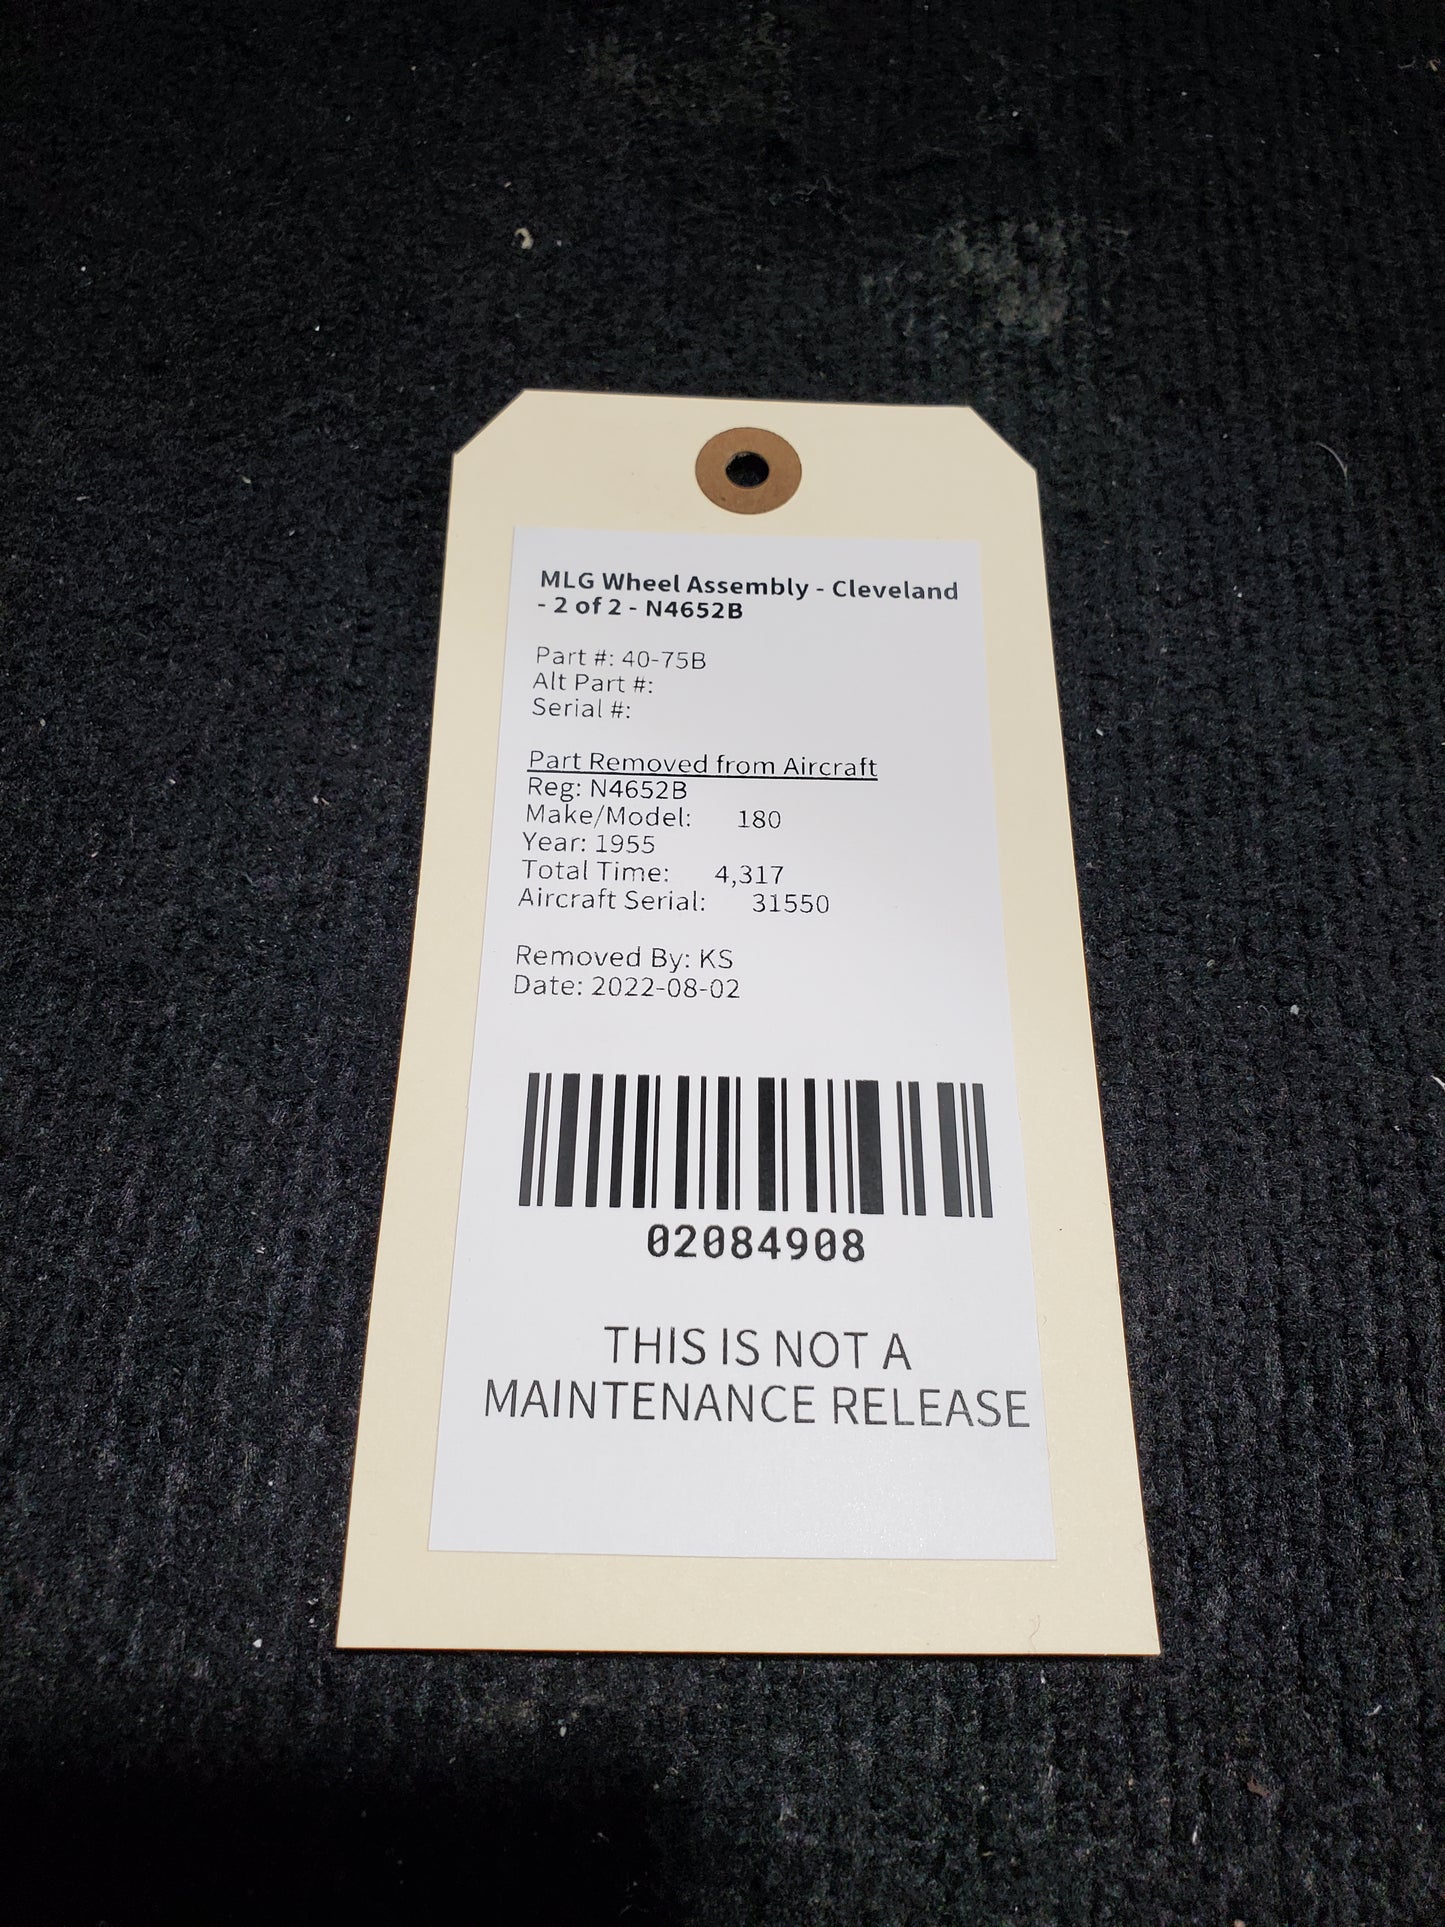 MLG Wheel Assembly - Cleveland
- 2 of 2 - N4652B
Part #: 40-75B
Alt Part #:
Serial #:
Part Removed from Aircraft
Reg: N4652B
Make/Model: 180
Year: 1955
Total Time: 4,317
Aircraft Serial: 31550
Removed By: KS
Date: 2022-08-02
02084908
THIS IS NOT A
MAINTENANCE RELEASE